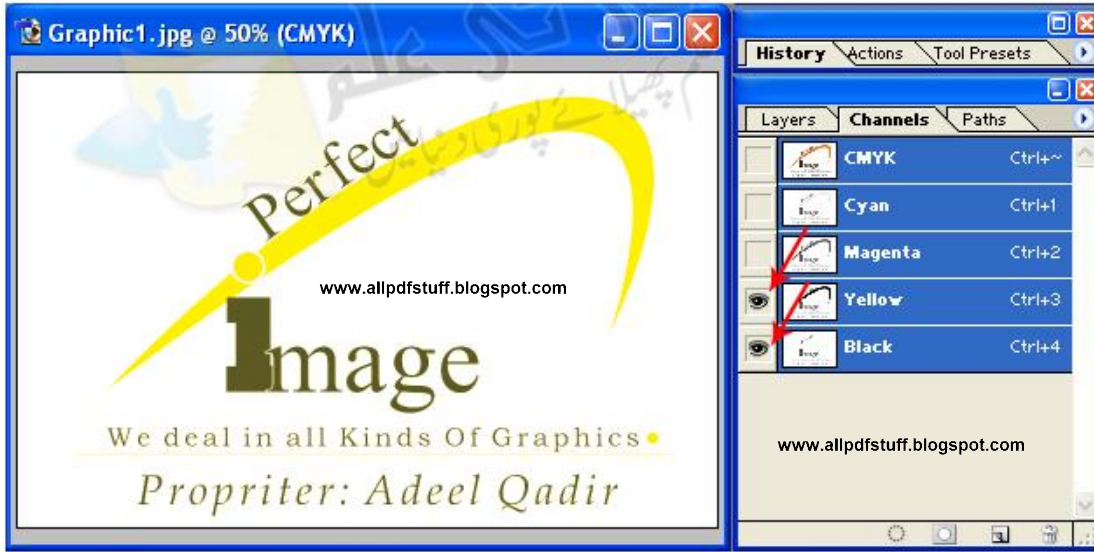 Graphic1.jpg @ 50% (CMYK)
Perfect
www.allpdfstuff.blogspot.com
Image
We deal in all Kinds Of Graphics
Propriter: Adeel Qadir
History Actions Tool Presets
Layers Channels Paths
CMYK Ctrl+~
Cyan Ctrl+1
Magenta Ctrl+2
Yellow Ctrl+3
Black Ctrl+4
www.allpdfstuff.blogspot.com